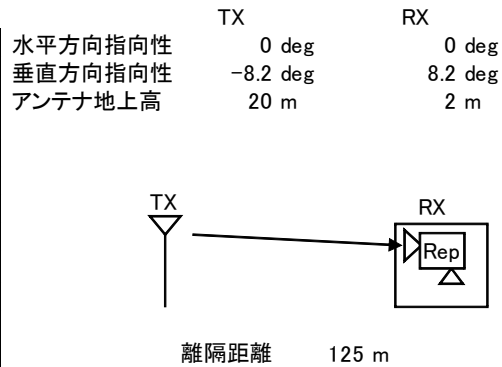 TX RX
水平方向指向性 0 deg 0 deg
垂直方向指向性 -8.2 deg 8.2 deg
アンテナ地上高 20 m 2 m
TX RX
Rep
離隔距離 125 m